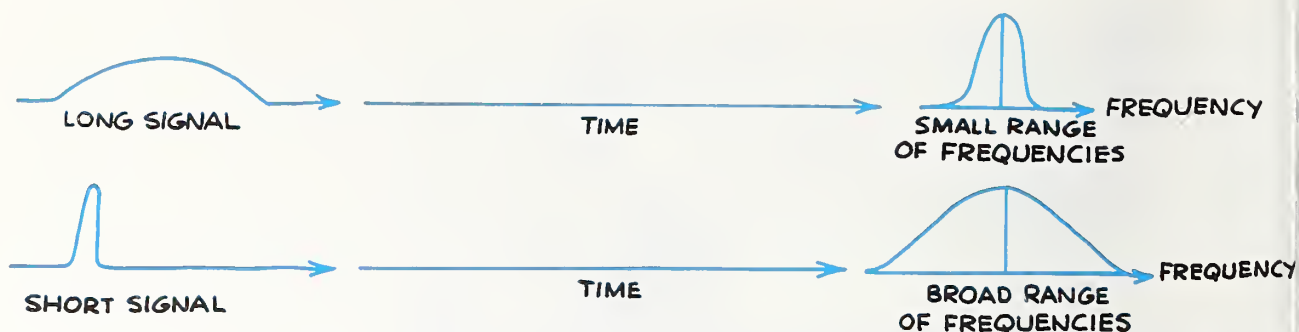 LONG SIGNAL
TIME
SMALL RANGE
OF FREQUENCIES
FREQUENCY
SHORT SIGNAL
TIME
BROAD RANGE
OF FREQUENCIES
FREQUENCY